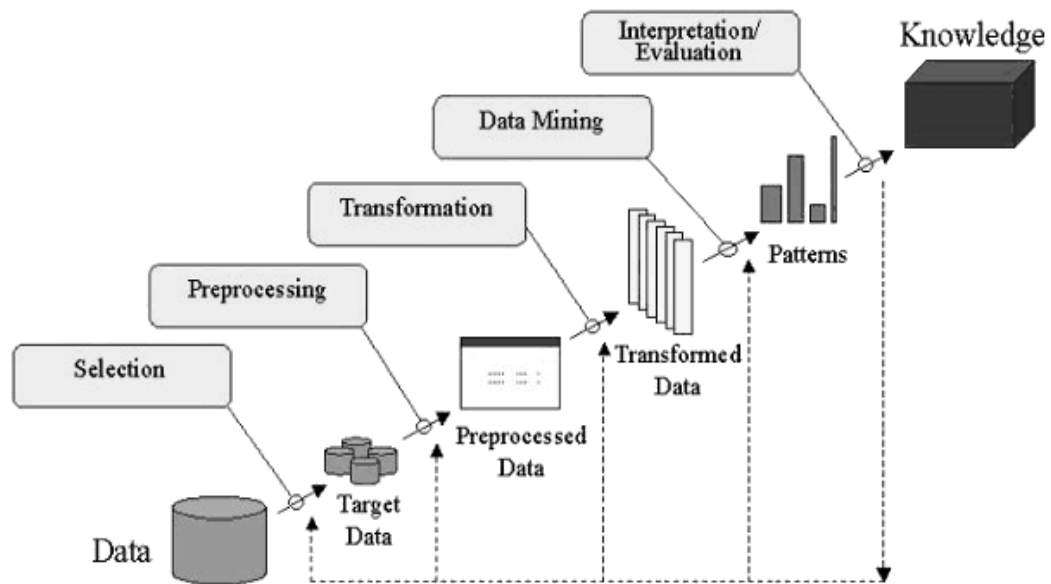 Interpretation/
Evaluation
Knowledge
Data Mining
Transformation
Patterns
Preprocessing
Transformed
Data
Selection
Preprocessed
Data
Target
Data
Data